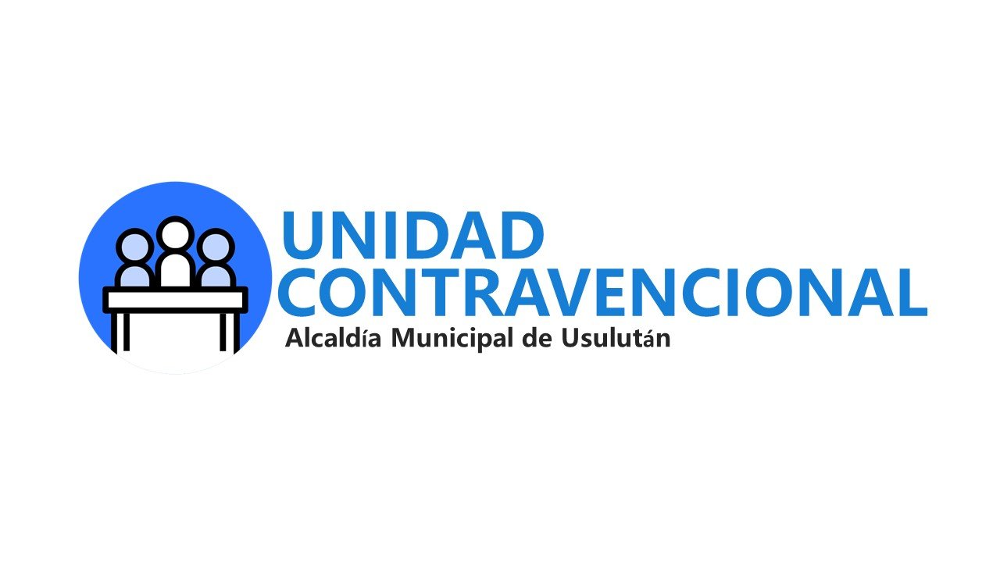 UNIDAD
CONTRAVENCIONAL
Alcaldía Municipal de Usulután